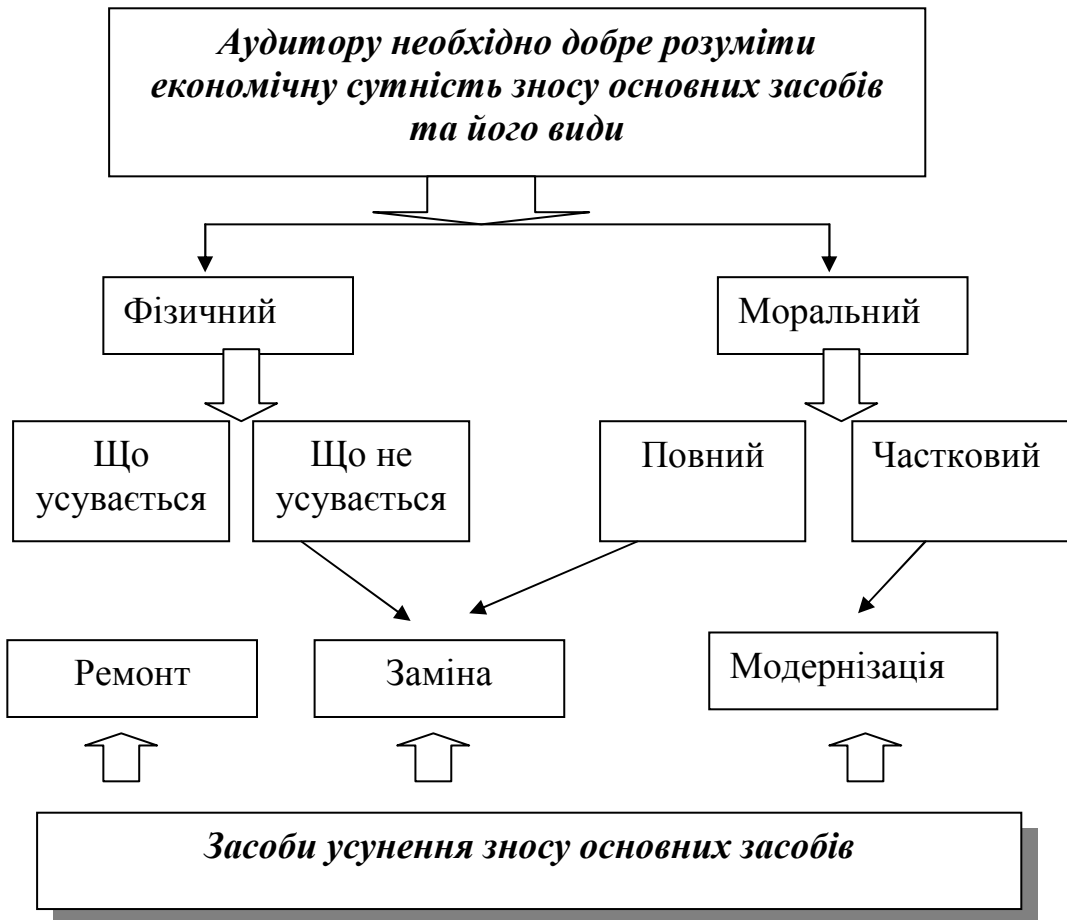 Аудитору необхідно добре розуміти
економічну сутність зносу основних засобів
та його види
Фізичний
Моральний
Що
усувається
Що не
усувається
Повний
Частковий
Ремонт
Заміна
Модернізація
Засоби усунення зносу основних засобів